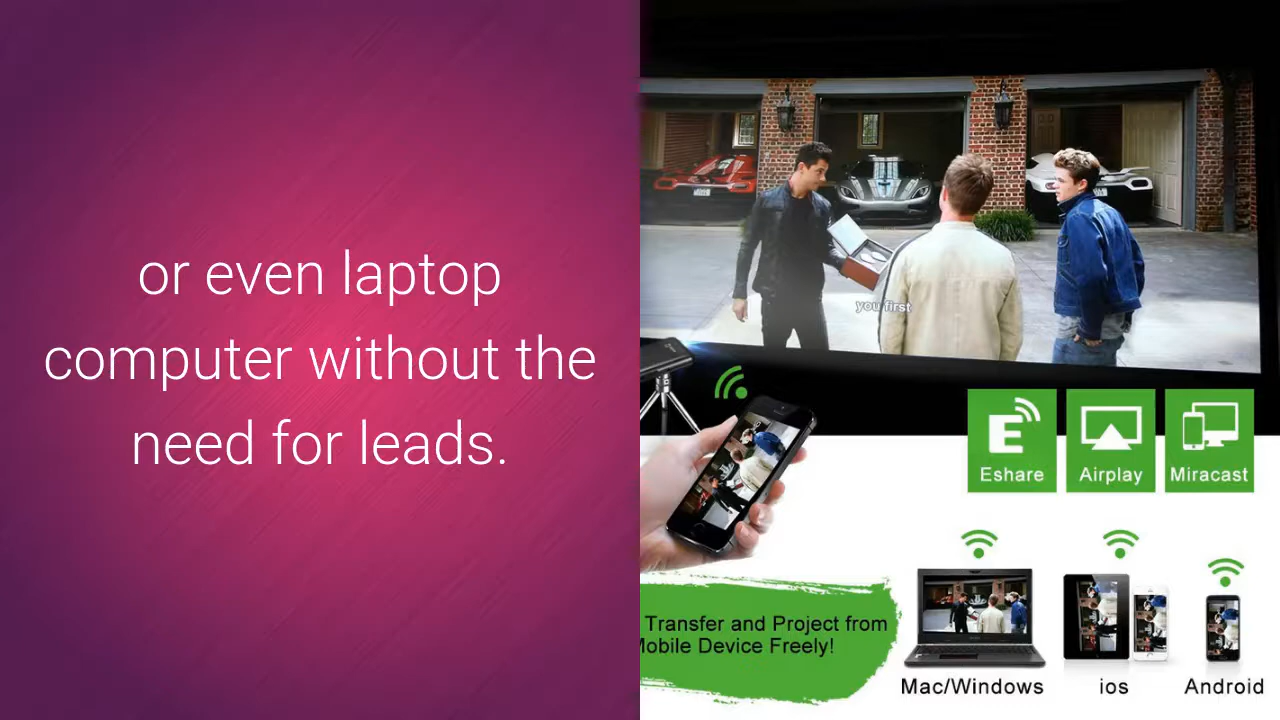 or even laptop
computer without the
need for leads.
you first
Eshare
Airplay
Miracast
Transfer and Project from
Mobile Device Freely!
Mac/Windows
ios
Android